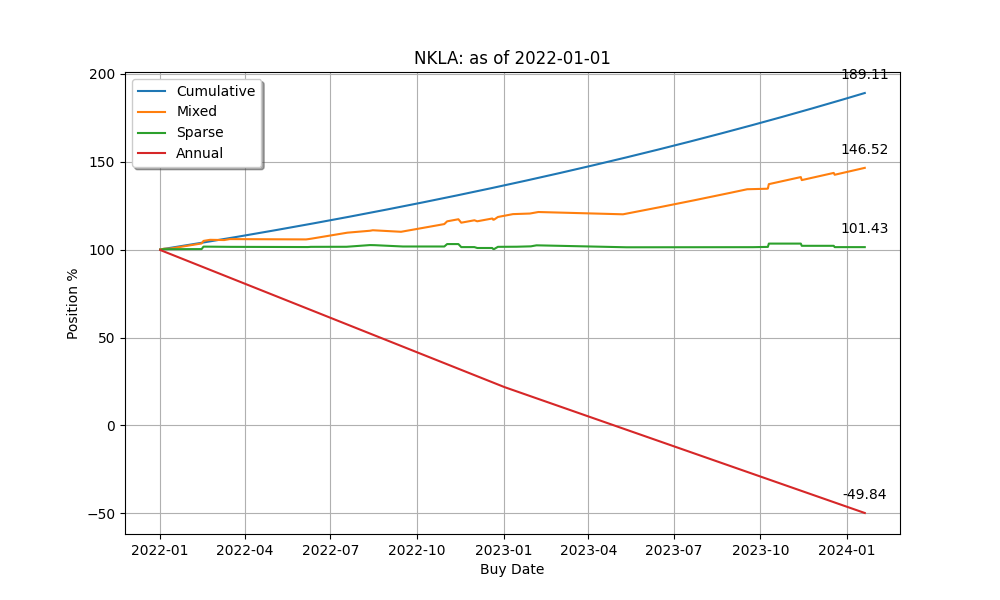 NKLA: as of 2022-01-01
200
150
100
50
0
−50
Position %
Cumulative
Mixed
Sparse
Annual
189.11
146.52
101.43
-49.84
2022-01 2022-04 2022-07 2022-10 2023-01 2023-04 2023-07 2023-10 2024-01
Buy Date